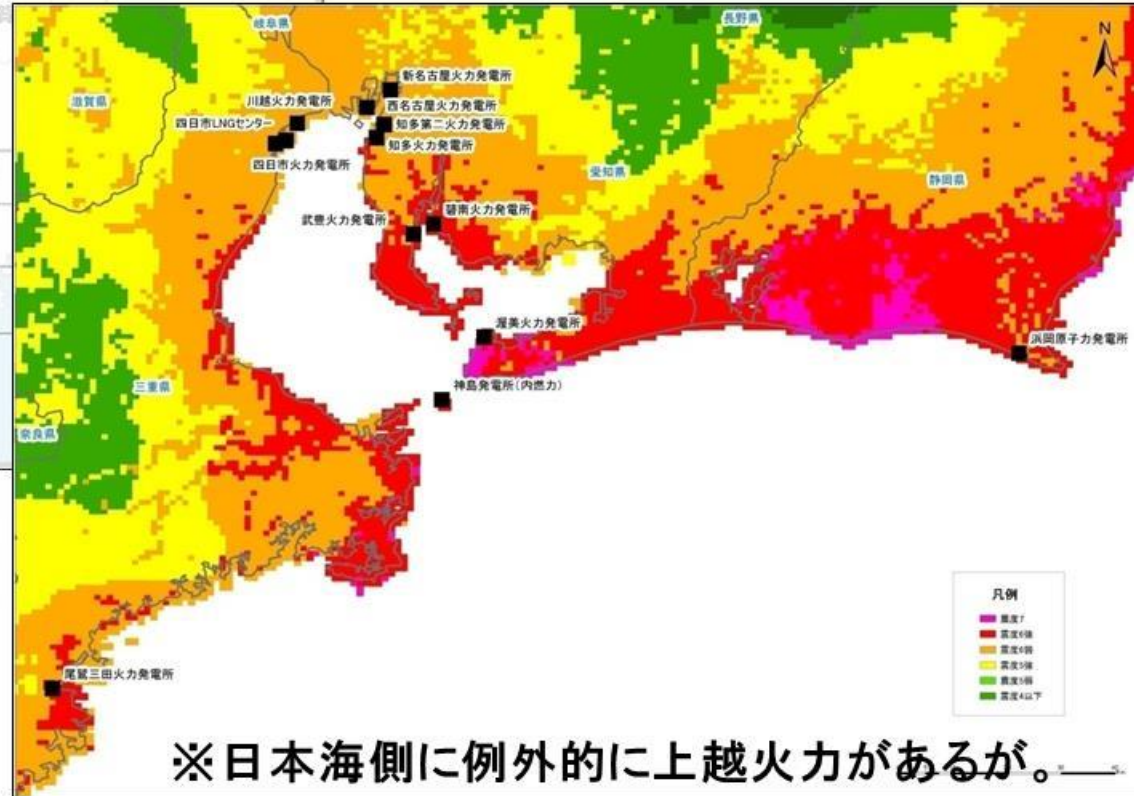 岐阜県
長野県
N
滋賀県
新名古屋火力発電所
川越火力発電所
西名古屋火力発電所
四日市LNGセンター
知多第二火力発電所
知多火力発電所
四日市火力発電所
愛知県
静岡県
碧南火力発電所
武豊火力発電所
渥美火力発電所
浜岡原子力発電所
三重県
神島発電所(内燃力)
奈良県
凡例
震度7
震度6強
震度6弱
震度5強
震度5弱
震度4以下
尾鷲三田火力発電所
※日本海側に例外的に上越火力があるが。